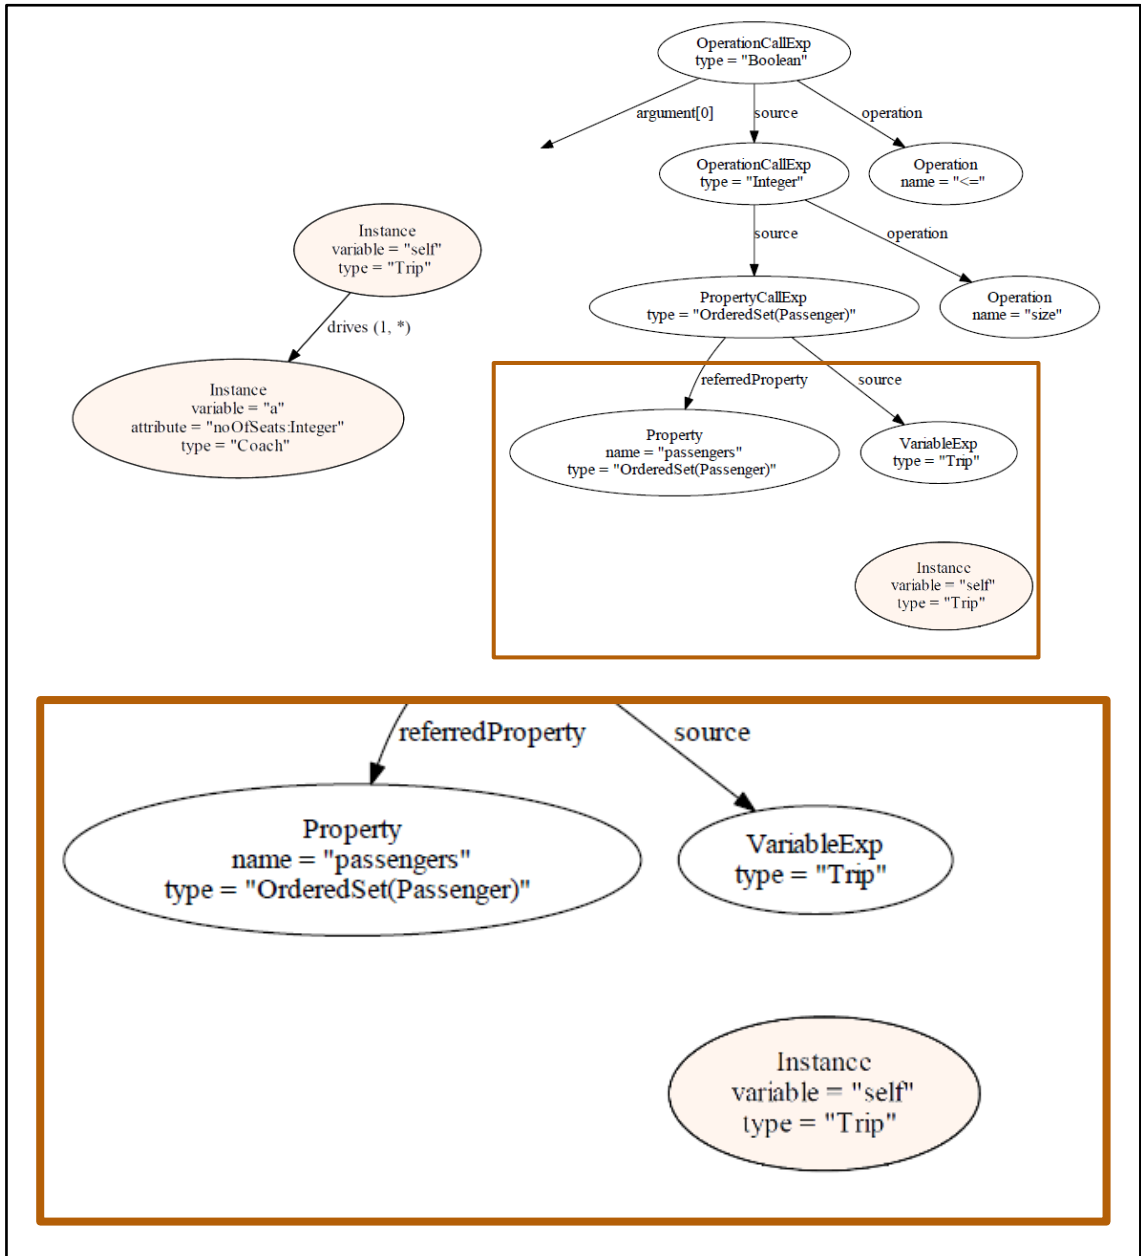 OperationCallExp
type = "Boolean"
argument[0]
source
operation
OperationCallExp
type = "Integer"
Operation
name = "<="
Instance
variable = "self"
type = "Trip"
source
operation
drives (1, *)
PropertyCallExp
type = "OrderedSet(Passenger)"
Operation
name = "size"
Instance
variable = "a"
attribute = "noOfSeats:Integer"
type = "Coach"
referredProperty
source
Property
name = "passengers"
type = "OrderedSet(Passenger)"
VariableExp
type = "Trip"
Instance
variable = "self"
type = "Trip"
referredProperty
source
Property
name = "passengers"
type = "OrderedSet(Passenger)"
VariableExp
type = "Trip"
Instance
variable = "self"
type = "Trip"